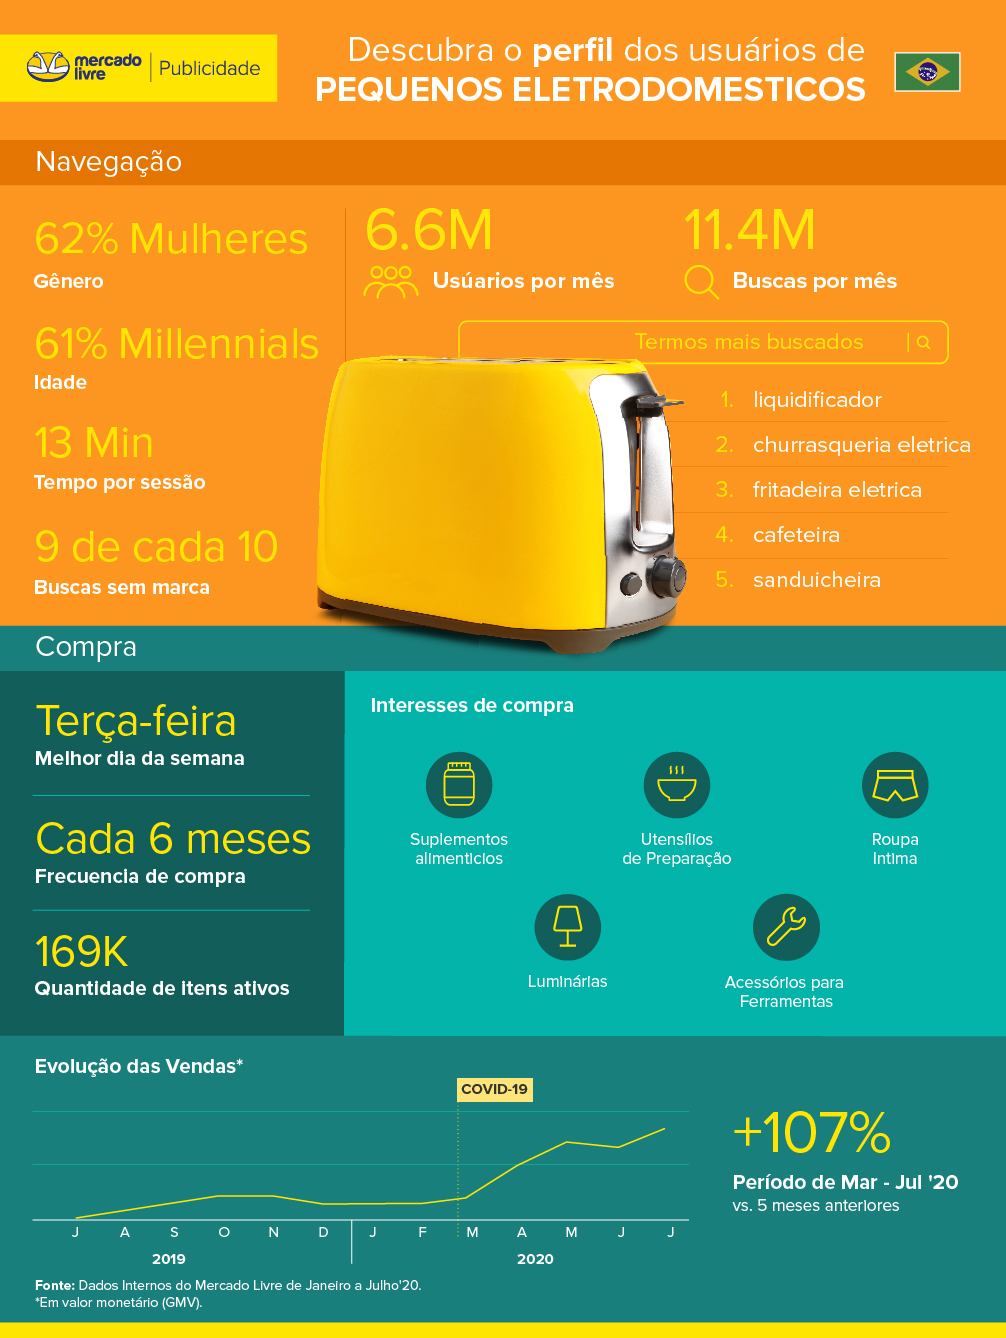 mercado
livre
Publicidade
Descubra o perfil dos usuários de
PEQUENOS ELETRODOMESTICOS
Navegação
62% Mulheres
Gênero
61% Millennials
Idade
13 Min
Tempo por sessão
9 de cada 10
Buscas sem marca
6.6M
Usúarios por mês
11.4M
Buscas por mês
Termos mais buscados
1. liquidificador
2. churrasqueria eletrica
3. fritadeira eletrica
4. cafeteira
5. sanduicheira
Compra
Terça-feira
Melhor dia da semana
Cada 6 meses
Frecuencia de compra
169K
Quantidade de itens ativos
Interesses de compra
Suplementos
alimenticios
Utensílios
de Preparação
Roupa
Intima
Luminárias
Acessórios para
Ferramentas
Evolução das Vendas*
COVID-19
J A S O N D J F M A M J J
2019 2020
+107%
Período de Mar - Jul '20
vs. 5 meses anteriores
Fonte: Dados Internos do Mercado Livre de Janeiro a Julho'20.
*Em valor monetário (GMV).